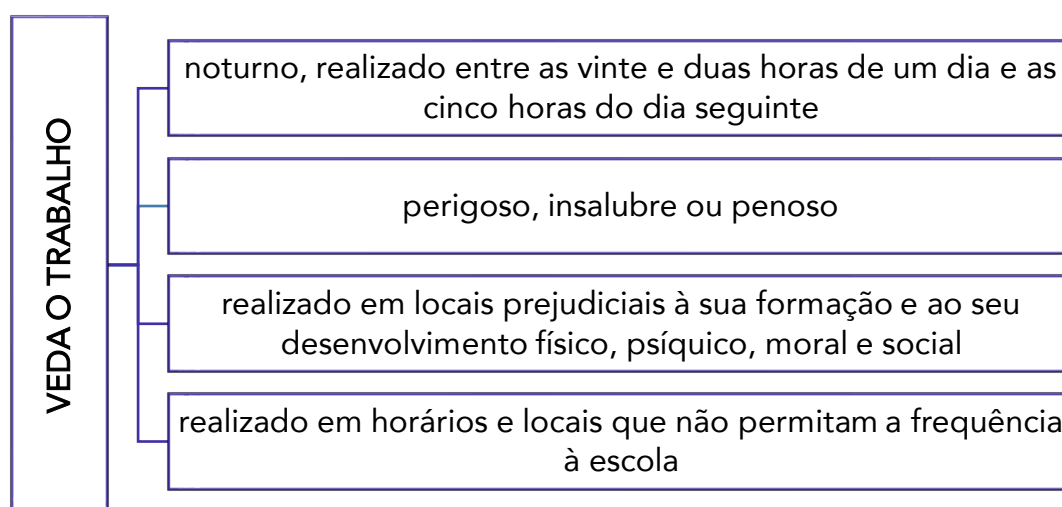 VEDA O TRABALHO
noturno, realizado entre as vinte e duas horas de um dia e as
cinco horas do dia seguinte
perigoso, insalubre ou penoso
realizado em locais prejudiciais à sua formação e ao seu
desenvolvimento físico, psíquico, moral e social
realizado em horários e locais que não permitam a frequência
à escola